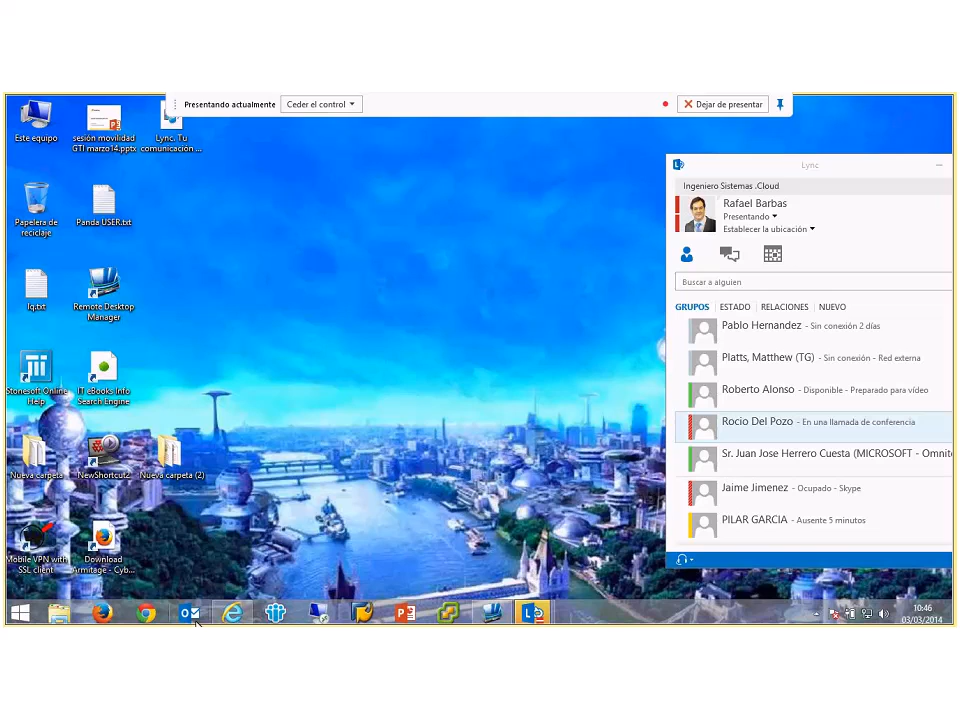 Presentando actualmente
Ceder el control
Dejar de presentar
Este equipo
sesión movilidad
GTI marzo14.pptx
Lync. Tu
comunicación ...
Papelera de
reciclaje
Panda USER.txt
lq.txt
Remote Desktop
Manager
Stonesoft Online
Help
IT eBooks Info
Search Engine
Nueva carpeta
NewShortcut2
Nueva carpeta (2)
Mobile VPN with
SSL client
Download
Armitage - Cyb...
Lync
Ingeniero Sistemas .Cloud
Rafael Barbas
Presentando
Establecer la ubicación
Buscar a alguien
GRUPOS ESTADO RELACIONES NUEVO
Pablo Hernandez - Sin conexión 2 días
Platts, Matthew (TG) - Sin conexión - Red externa
Roberto Alonso - Disponible - Preparado para vídeo
Rocio Del Pozo - En una llamada de conferencia
Sr. Juan Jose Herrero Cuesta (MICROSOFT - Omnite
Jaime Jimenez - Ocupado - Skype
PILAR GARCIA - Ausente 5 minutos
10:46
03/03/2014